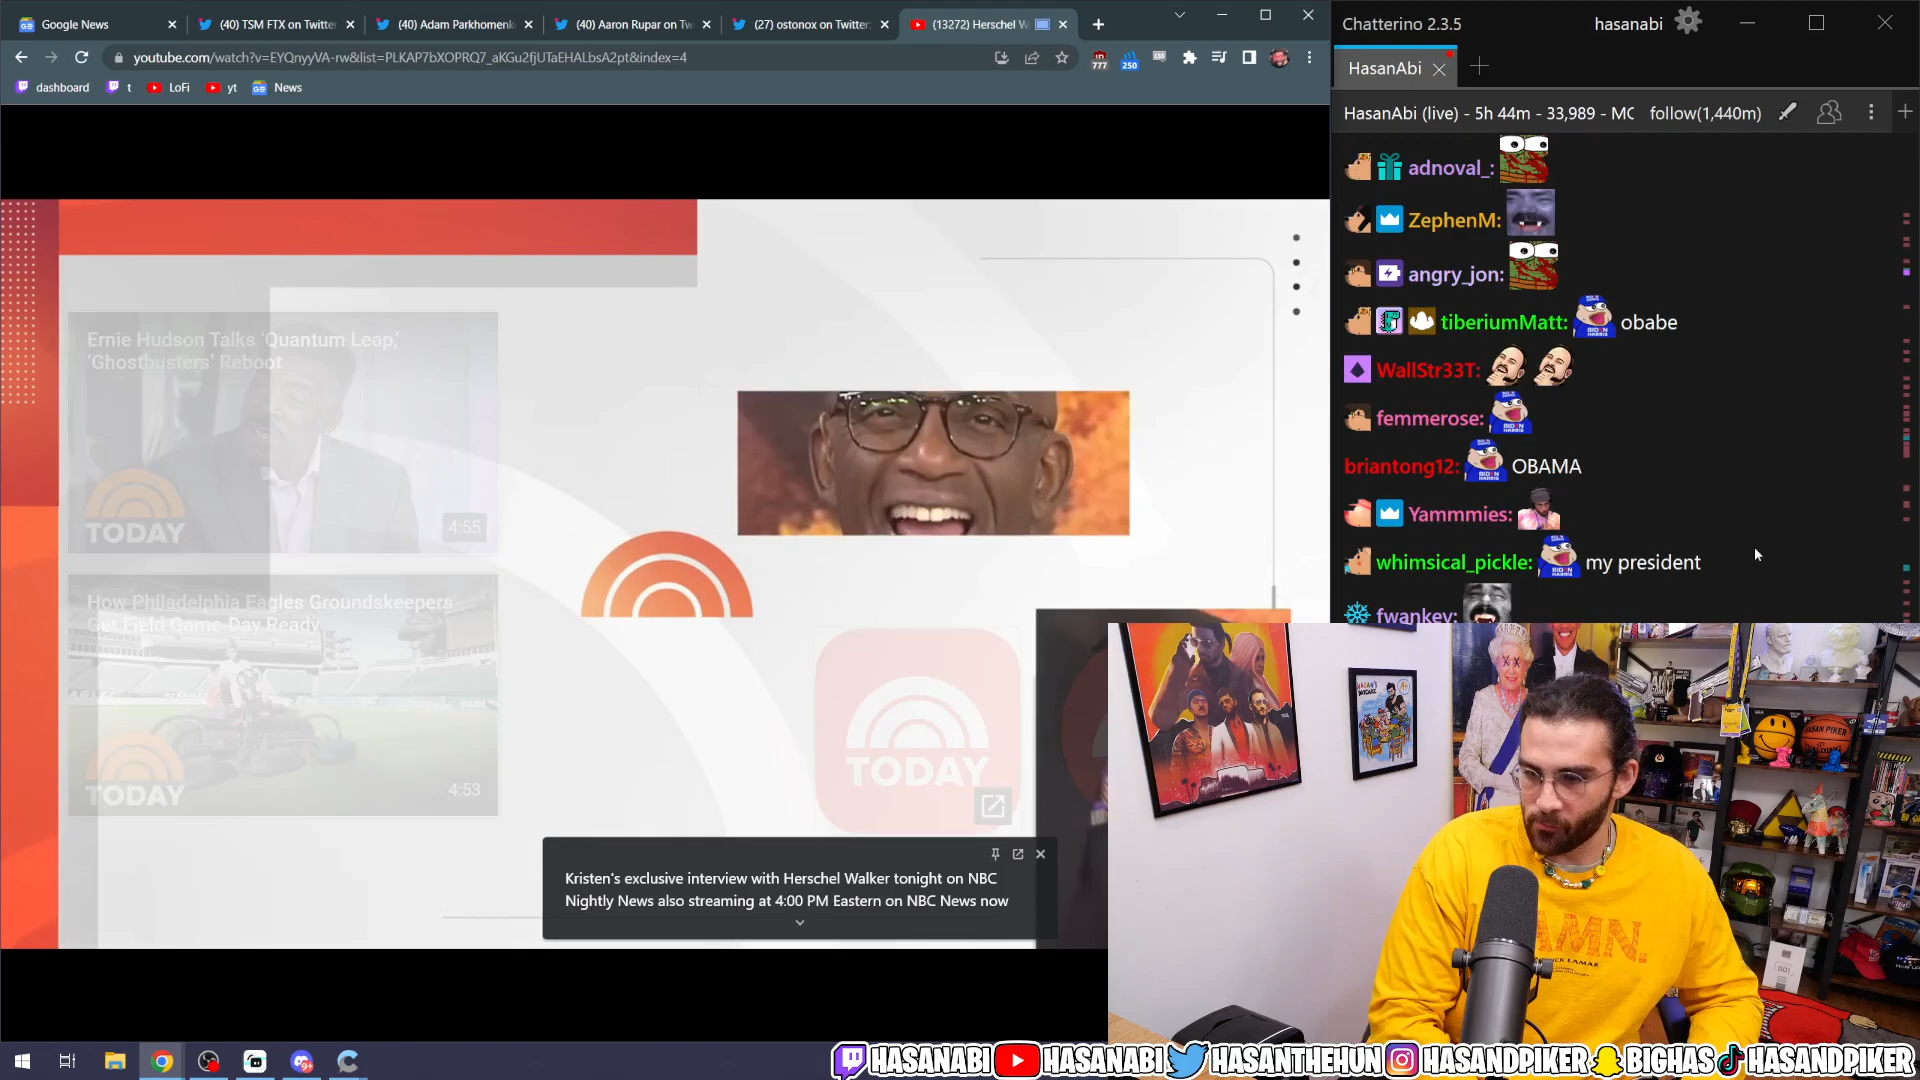 Google News
(40) TSM FTX on Twitter
(40) Adam Parkhomenk
(40) Aaron Rupar on Tw
(27) ostonox on Twitter:
(13272) Herschel W
youtube.com/watch?v=EYQnyyVA-rw&list=PLKAP7bXOPRQ7_aKGu2fjUTaEHALbsA2pt&index=4
777
250
dashboard
t
LoFi
yt
News
Chatterino 2.3.5
hasanabi
HasanAbi
HasanAbi (live) - 5h 44m - 33,989 - MC
follow(1,440m)
adnoval_:
ZephenM:
angry_jon:
tiberiumMatt: obabe
WallStr33T:
femmerose:
briantong12: OBAMA
Yammmies:
whimsical_pickle: my president
fwankey:
Ernie Hudson Talks ‘Quantum Leap,’
‘Ghostbusters’ Reboot
TODAY
4:55
How Philadelphia Eagles Groundskeepers
Get Field Game-Day Ready
TODAY
4:53
TODAY
Kristen's exclusive interview with Herschel Walker tonight on NBC
Nightly News also streaming at 4:00 PM Eastern on NBC News now
HASAN PIKER
HASANABI
HASANABI
HASANTHEHUN
HASANDPIKER
BIGHAS
HASANDPIKER